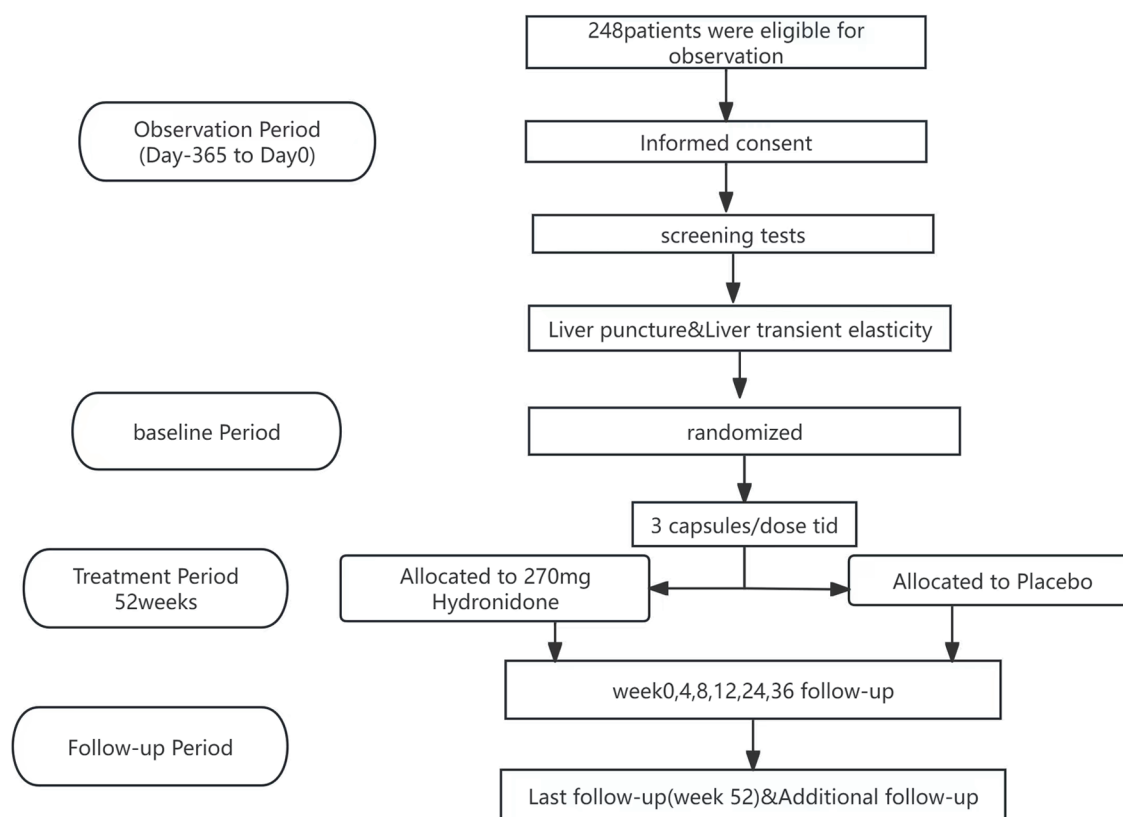 248patients were eligible for
observation
Observation Period
(Day-365 to Day0)
Informed consent
screening tests
Liver puncture&Liver transient elasticity
baseline Period
randomized
3 capsules/dose tid
Treatment Period
52weeks
Allocated to 270mg
Hydronidone
Allocated to Placebo
week0,4,8,12,24,36 follow-up
Follow-up Period
Last follow-up(week 52)&Additional follow-up